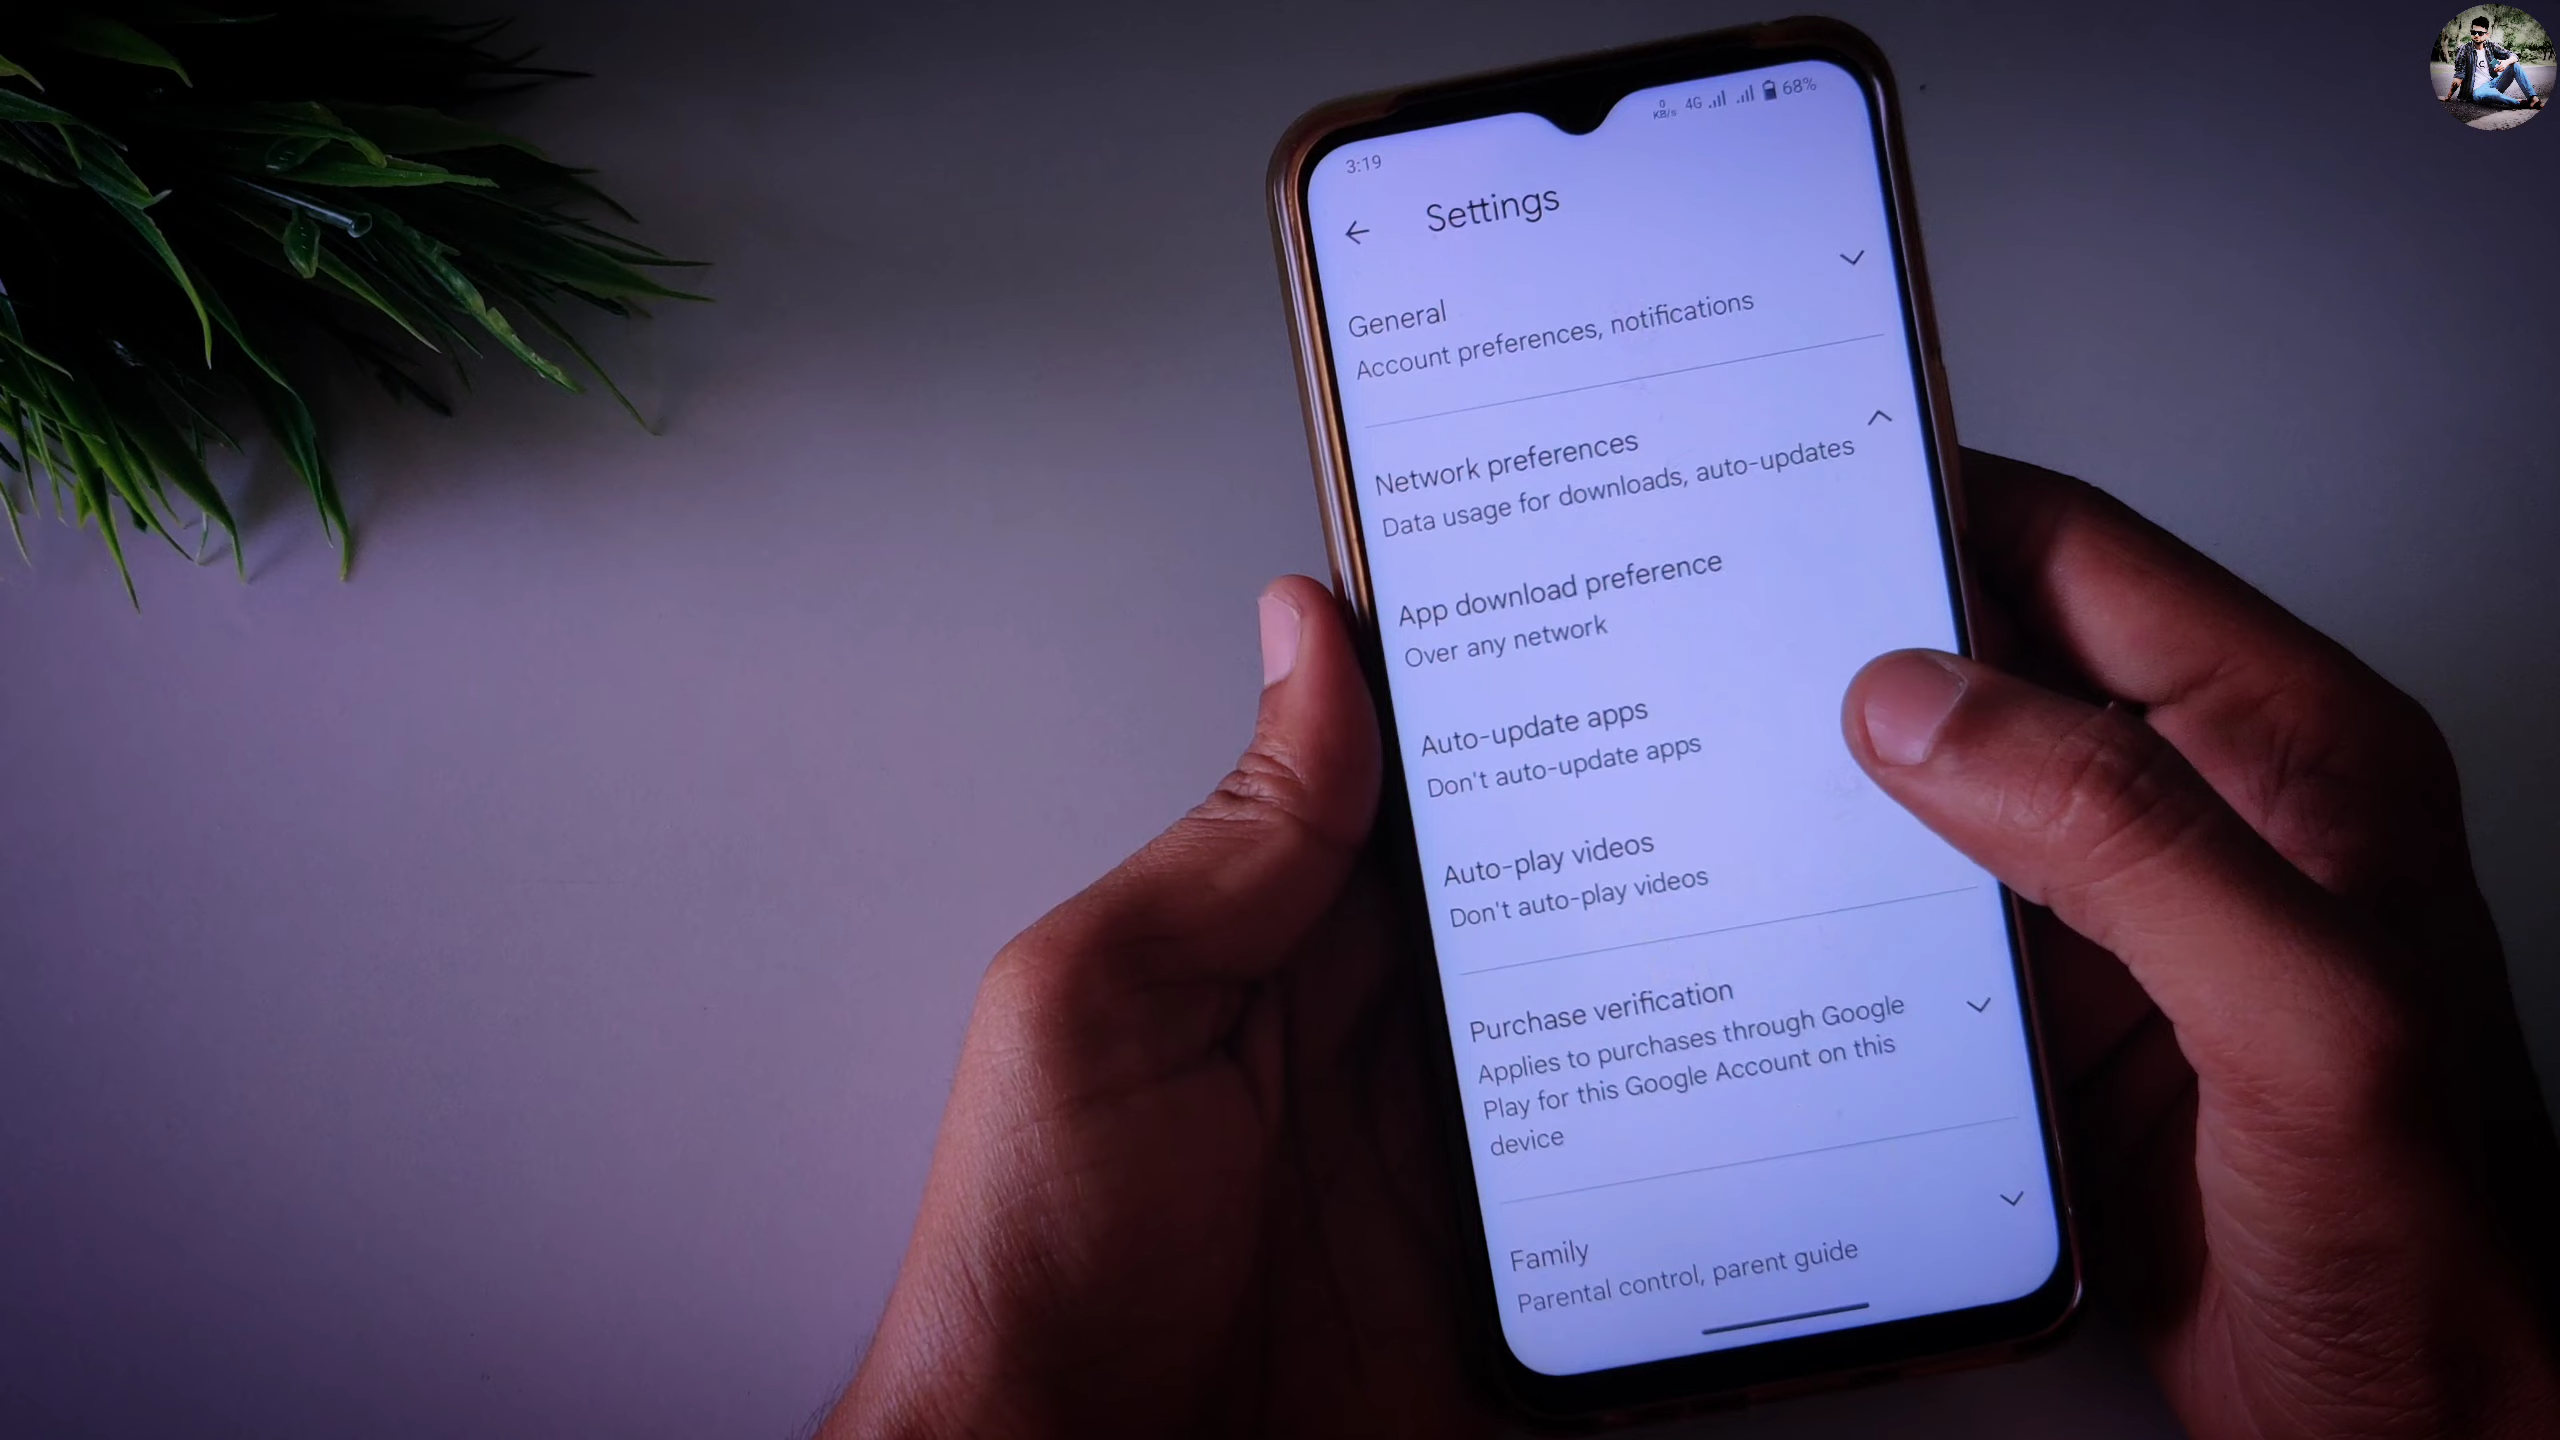 0
KB/s 4G 68%
3:19
Settings
General
Account preferences, notifications
Network preferences
Data usage for downloads, auto-updates
App download preference
Over any network
Auto-update apps
Don't auto-update apps
Auto-play videos
Don't auto-play videos
Purchase verification
Applies to purchases through Google
Play for this Google Account on this
device
Family
Parental control, parent guide